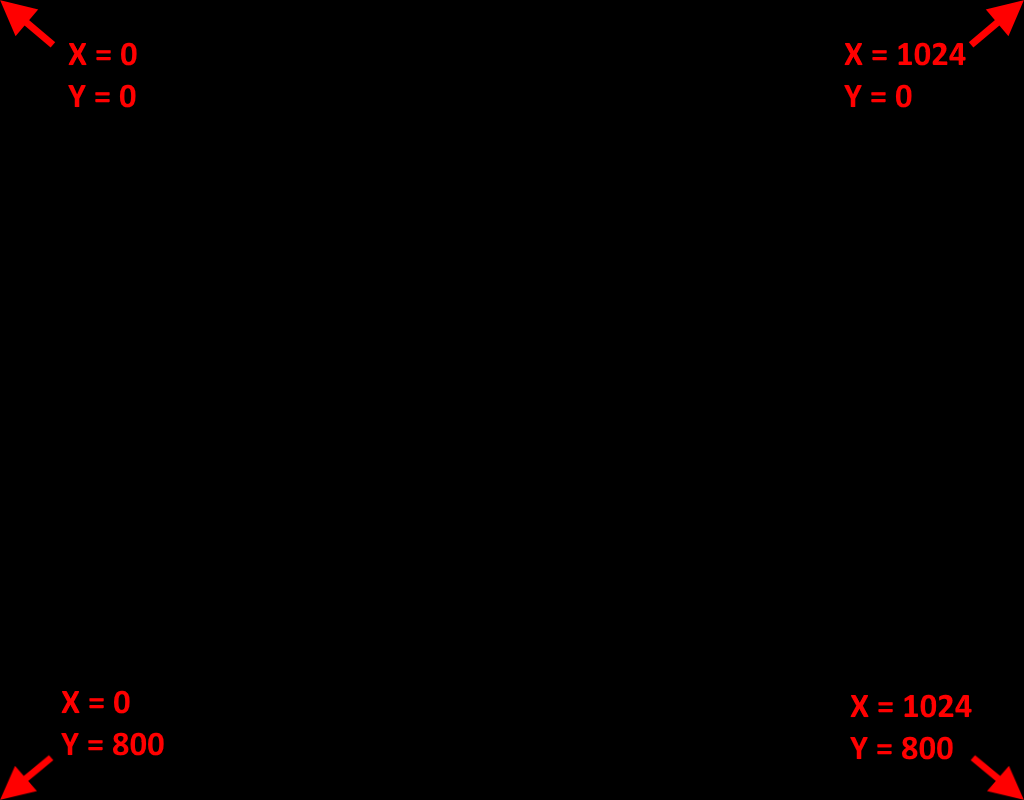 X = 0
Y = 0
X = 1024
Y = 0
X = 0
Y = 800
X = 1024
Y = 800